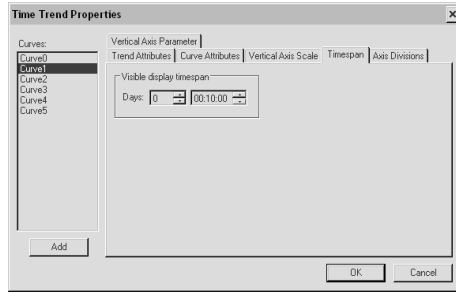 Time Trend Properties
Curves:
Curve0
Curve1
Curve2
Curve3
Curve4
Curve5
Add
Vertical Axis Parameter
Trend Attributes Curve Attributes Vertical Axis Scale Timespan Axis Divisions
Visible display timespan
Days: 0 00:10:00
OK Cancel